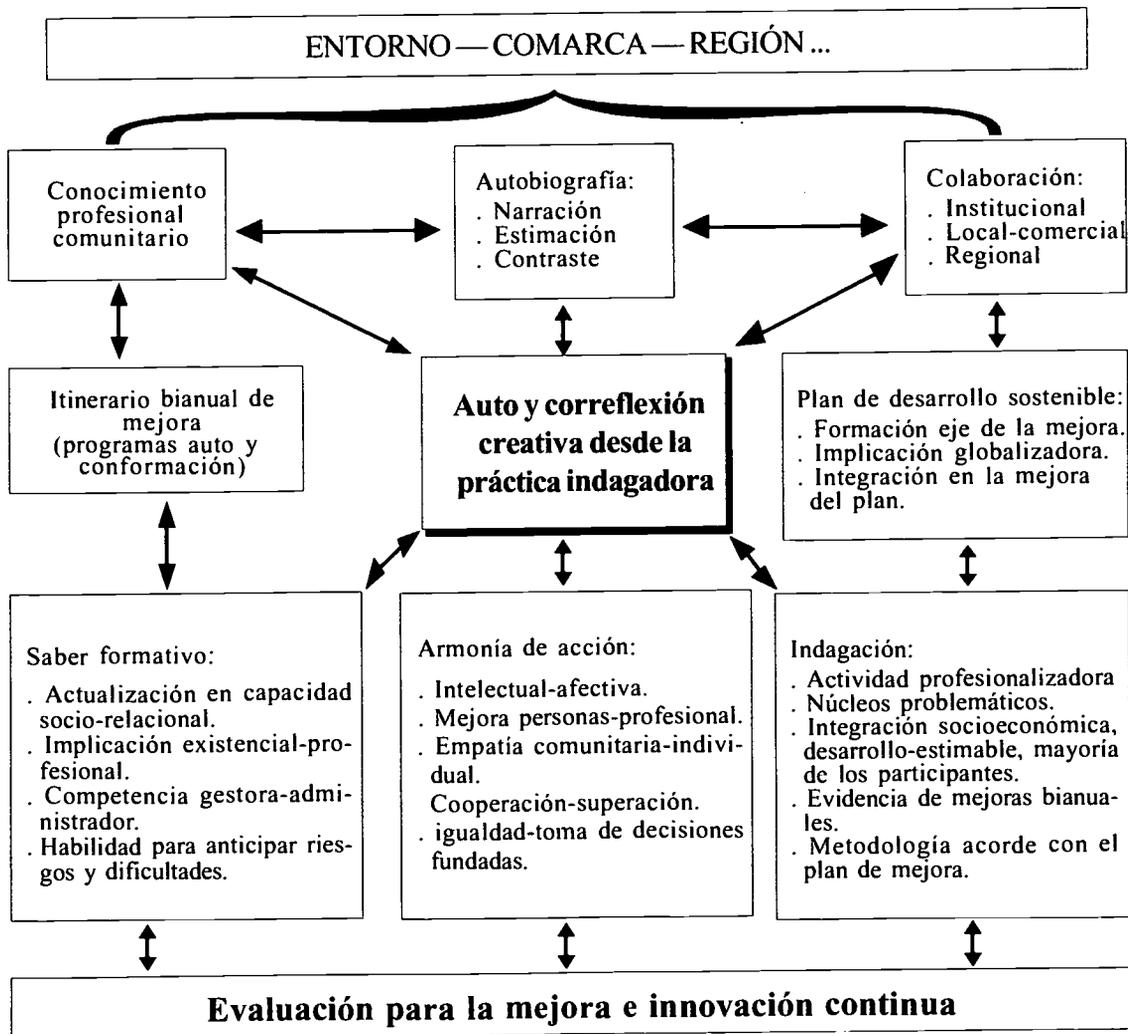 ENTORNO — COMARCA — REGIÓN ...
Conocimiento
profesional
comunitario
Autobiografía:
. Narración
. Estimación
. Contraste
Colaboración:
. Institucional
. Local-comercial
. Regional
Itinerario bianual de
mejora
(programas auto y
conformación)
Auto y correflexión
creativa desde la
práctica indagadora
Plan de desarrollo sostenible:
. Formación eje de la mejora.
. Implicación globalizadora.
. Integración en la mejora
del plan.
Saber formativo:
. Actualización en capacidad
socio-relacional.
. Implicación existencial-pro-
fesional.
. Competencia gestora-admi-
nistrador.
. Habilidad para anticipar ries-
gos y dificultades.
Armonía de acción:
. Intelectual-afectiva.
. Mejora personas-profesional.
. Empatía comunitaria-indivi-
dual.
Cooperación-superación.
. igualdad-toma de decisiones
fundadas.
Indagación:
. Actividad profesionalizadora
. Núcleos problemáticos.
. Integración socioeconómica,
desarrollo-estimable, mayoría
de los participantes.
. Evidencia de mejoras bianua-
les.
. Metodología acorde con el
plan de mejora.
Evaluación para la mejora e innovación continua